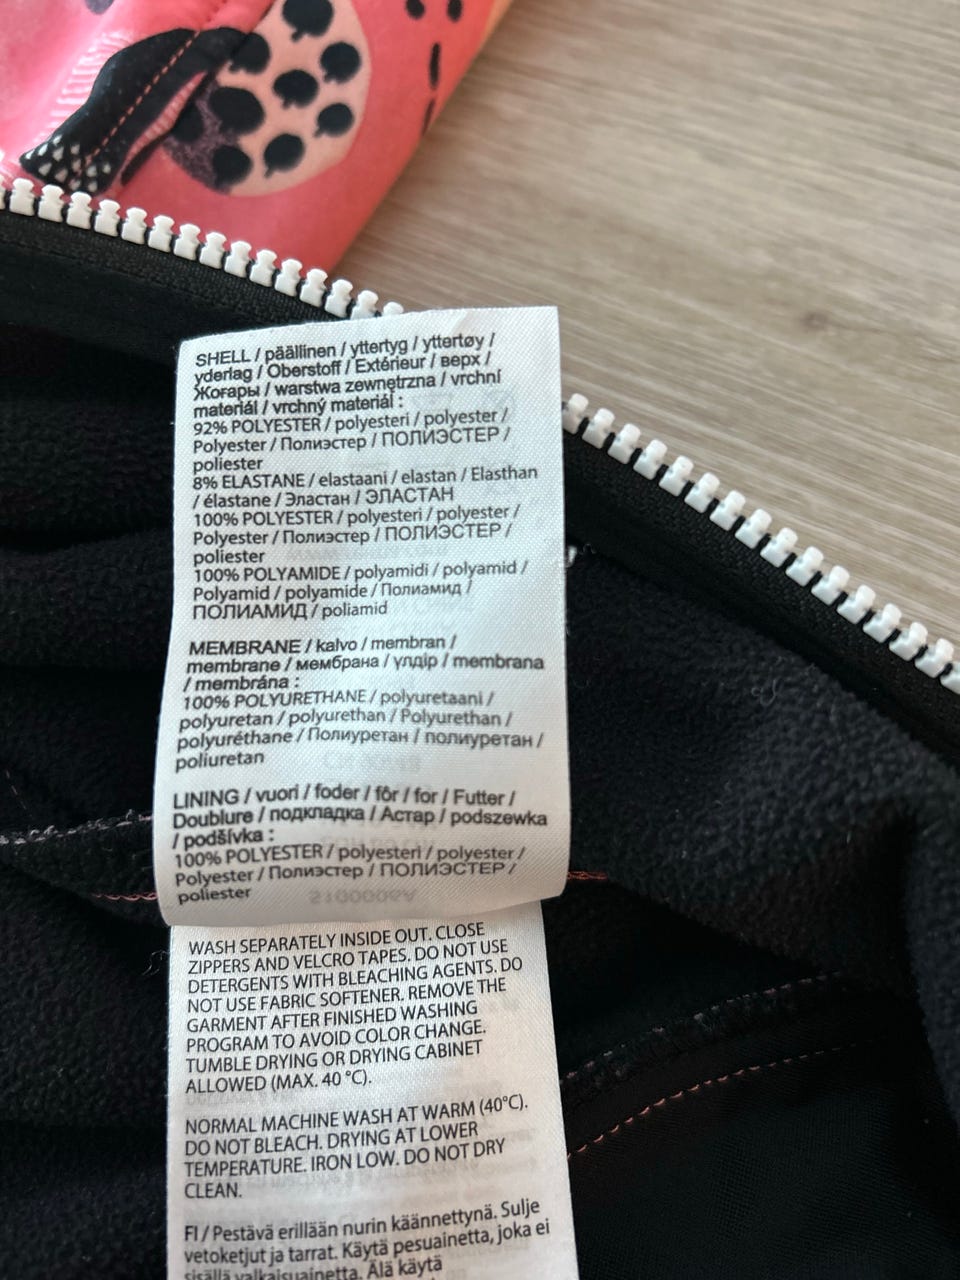 SHELL / päällinen / yttertyg / yttertøy /
yderlag / Oberstoff / Extérieur / верх /
Жоғарғы / warstwa zewnętrzna / vrchní
materiál / vrchný materiál :
92% POLYESTER / polyesteri / polyester /
Polyester / Полиэстер / ПОЛИЭСТЕР /
poliester
8% ELASTANE / elastaani / elastan / Elasthan
/ élastane / Эластан / ЭЛАСТАН
100% POLYESTER / polyesteri / polyester /
Polyester / Полиэстер / ПОЛИЭСТЕР /
poliester
100% POLYAMIDE / polyamidi / polyamid /
Polyamid / polyamide / Полиамид /
ПОЛИАМИД / poliamid
MEMBRANE / kalvo / membran /
membrane / мембрана / үлдір / membrana
/ membrána :
100% POLYURETHANE / polyuretaani /
polyuretan / polyurethan / Polyurethan /
polyuréthane / Полиуретан / полиуретан /
poliuretan
LINING / vuori / foder / fôr / for / Futter /
Doublure / подкладка / Астар / podszewka
/ podšívka :
100% POLYESTER / polyesteri / polyester /
Polyester / Полиэстер / ПОЛИЭСТЕР /
poliester
WASH SEPARATELY INSIDE OUT. CLOSE
ZIPPERS AND VELCRO TAPES. DO NOT USE
DETERGENTS WITH BLEACHING AGENTS. DO
NOT USE FABRIC SOFTENER. REMOVE THE
GARMENT AFTER FINISHED WASHING
PROGRAM TO AVOID COLOR CHANGE.
TUMBLE DRYING OR DRYING CABINET
ALLOWED (MAX. 40 °C).
NORMAL MACHINE WASH AT WARM (40°C).
DO NOT BLEACH. DRYING AT LOWER
TEMPERATURE. IRON LOW. DO NOT DRY
CLEAN.
FI / Pestävä erillään nurin käännettynä. Sulje
vetoketjut ja tarrat. Käytä pesuainetta, joka ei
sisällä valkaisuainetta. Älä käytä